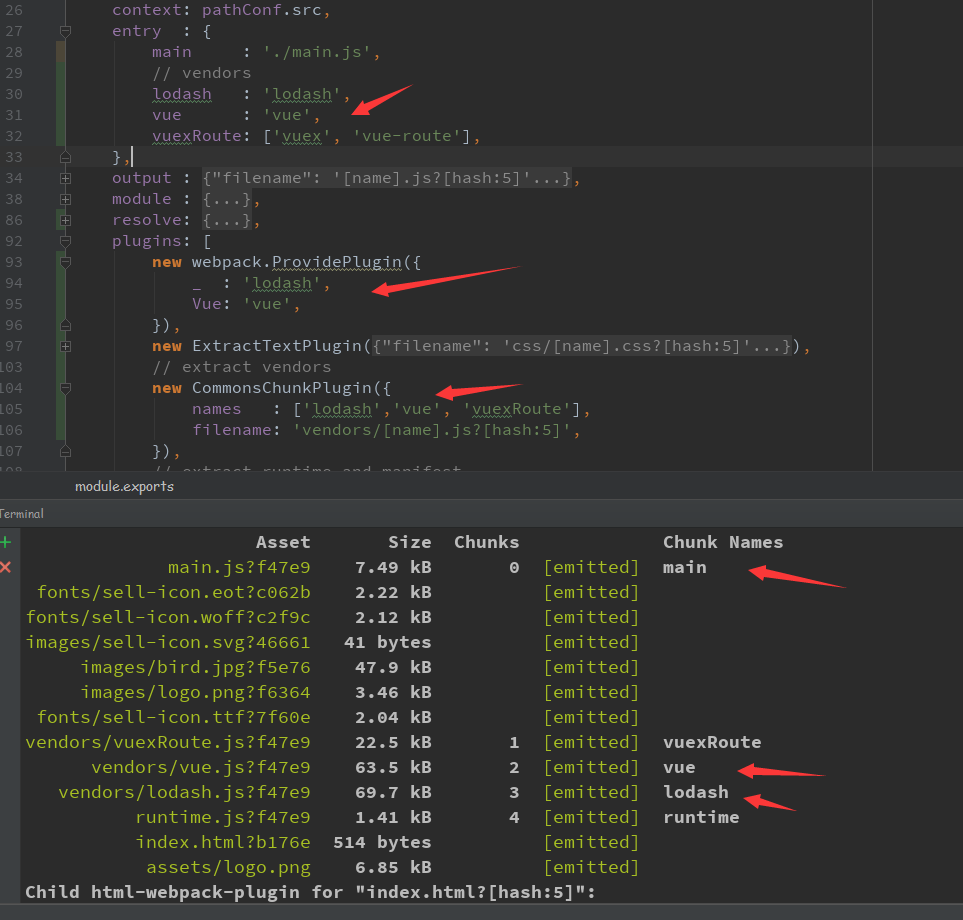 26 context: pathConf.src,
27 entry : {
28 main : './main.js',
29 // vendors
30 lodash : 'lodash',
31 vue : 'vue',
32 vuexRoute: ['vuex', 'vue-route'],
33 },
34 output : {"filename": '[name].js?[hash:5]'...},
38 module : {...},
86 resolve: {...},
92 plugins: [
93 new webpack.ProvidePlugin({
94 _ : 'lodash',
95 Vue: 'vue',
96 }),
97 new ExtractTextPlugin({"filename": 'css/[name].css?[hash:5]'...}),
103 // extract vendors
104 new CommonsChunkPlugin({
105 names : ['lodash','vue', 'vuexRoute'],
106 filename: 'vendors/[name].js?[hash:5]',
107 }),
108 // extract runtime and manifest
module.exports
Terminal
Asset Size Chunks Chunk Names
main.js?f47e9 7.49 kB 0 [emitted] main
fonts/sell-icon.eot?c062b 2.22 kB [emitted]
fonts/sell-icon.woff?c2f9c 2.12 kB [emitted]
images/sell-icon.svg?46661 41 bytes [emitted]
images/bird.jpg?f5e76 47.9 kB [emitted]
images/logo.png?f6364 3.46 kB [emitted]
fonts/sell-icon.ttf?7f60e 2.04 kB [emitted]
vendors/vuexRoute.js?f47e9 22.5 kB 1 [emitted] vuexRoute
vendors/vue.js?f47e9 63.5 kB 2 [emitted] vue
vendors/lodash.js?f47e9 69.7 kB 3 [emitted] lodash
runtime.js?f47e9 1.41 kB 4 [emitted] runtime
index.html?b176e 514 bytes [emitted]
assets/logo.png 6.85 kB [emitted]
Child html-webpack-plugin for "index.html?[hash:5]":